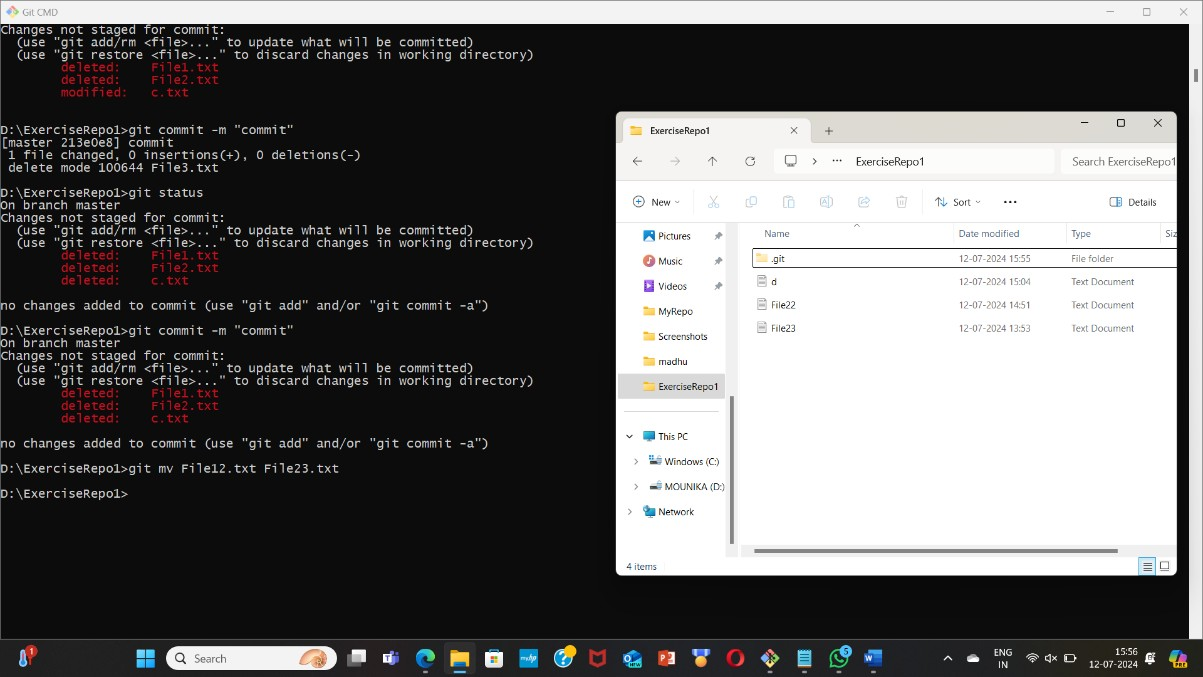 Git CMD
Changes not staged for commit:
(use "git add/rm <file>..." to update what will be committed)
(use "git restore <file>..." to discard changes in working directory)
deleted: File1.txt
deleted: File2.txt
modified: c.txt
D:\ExerciseRepo1>git commit -m "commit"
[master 213e0e8] commit
1 file changed, 0 insertions(+), 0 deletions(-)
delete mode 100644 File3.txt
D:\ExerciseRepo1>git status
On branch master
Changes not staged for commit:
(use "git add/rm <file>..." to update what will be committed)
(use "git restore <file>..." to discard changes in working directory)
deleted: File1.txt
deleted: File2.txt
deleted: c.txt
no changes added to commit (use "git add" and/or "git commit -a")
D:\ExerciseRepo1>git commit -m "commit"
On branch master
Changes not staged for commit:
(use "git add/rm <file>..." to update what will be committed)
(use "git restore <file>..." to discard changes in working directory)
deleted: File1.txt
deleted: File2.txt
deleted: c.txt
no changes added to commit (use "git add" and/or "git commit -a")
D:\ExerciseRepo1>git mv File12.txt File23.txt
D:\ExerciseRepo1>
ExerciseRepo1
ExerciseRepo1 Search ExerciseRepo1
New Sort Details
Pictures
Music
Videos
MyRepo
Screenshots
madhu
ExerciseRepo1
This PC
Windows (C:)
MOUNIKA (D:)
Network
Name Date modified Type Siz
.git 12-07-2024 15:55 File folder
d 12-07-2024 15:04 Text Document
File22 12-07-2024 14:51 Text Document
File23 12-07-2024 13:53 Text Document
4 items
1 Search 5 ENG 15:56
IN 12-07-2024